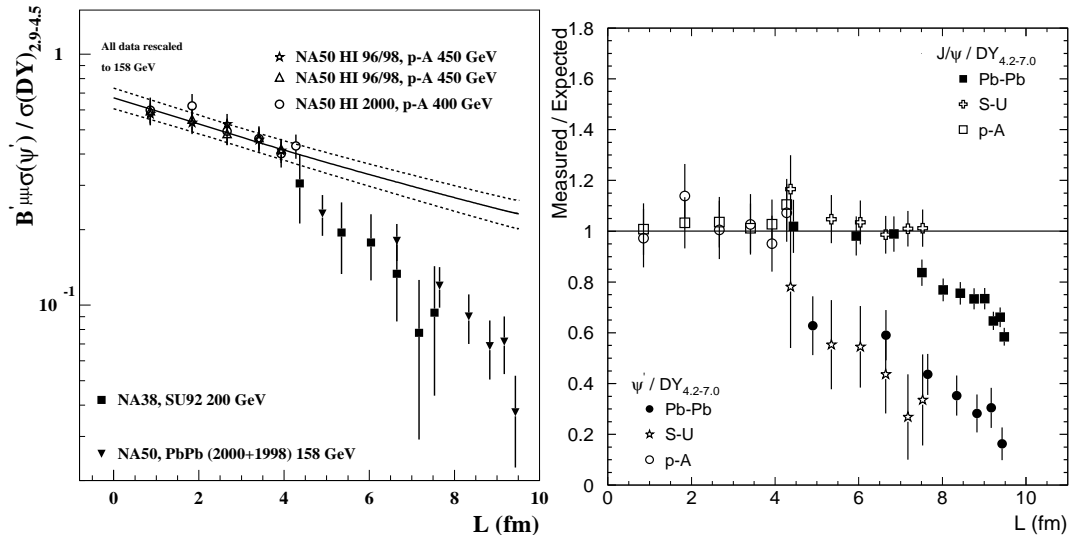 B'μμσ(ψ') / σ(DY)2.9-4.5
1
10 -1
All data rescaled
to 158 GeV
NA50 HI 96/98, p-A 450 GeV
NA50 HI 96/98, p-A 450 GeV
NA50 HI 2000, p-A 400 GeV
NA38, SU92 200 GeV
NA50, PbPb (2000+1998) 158 GeV
0 2 4 6 8 10
L (fm)
Measured / Expected
1.8
1.6
1.4
1.2
1
0.8
0.6
0.4
0.2
0
J/ψ / DY4.2-7.0
Pb-Pb
S-U
p-A
ψ' / DY4.2-7.0
Pb-Pb
S-U
p-A
0 2 4 6 8 10
L (fm)